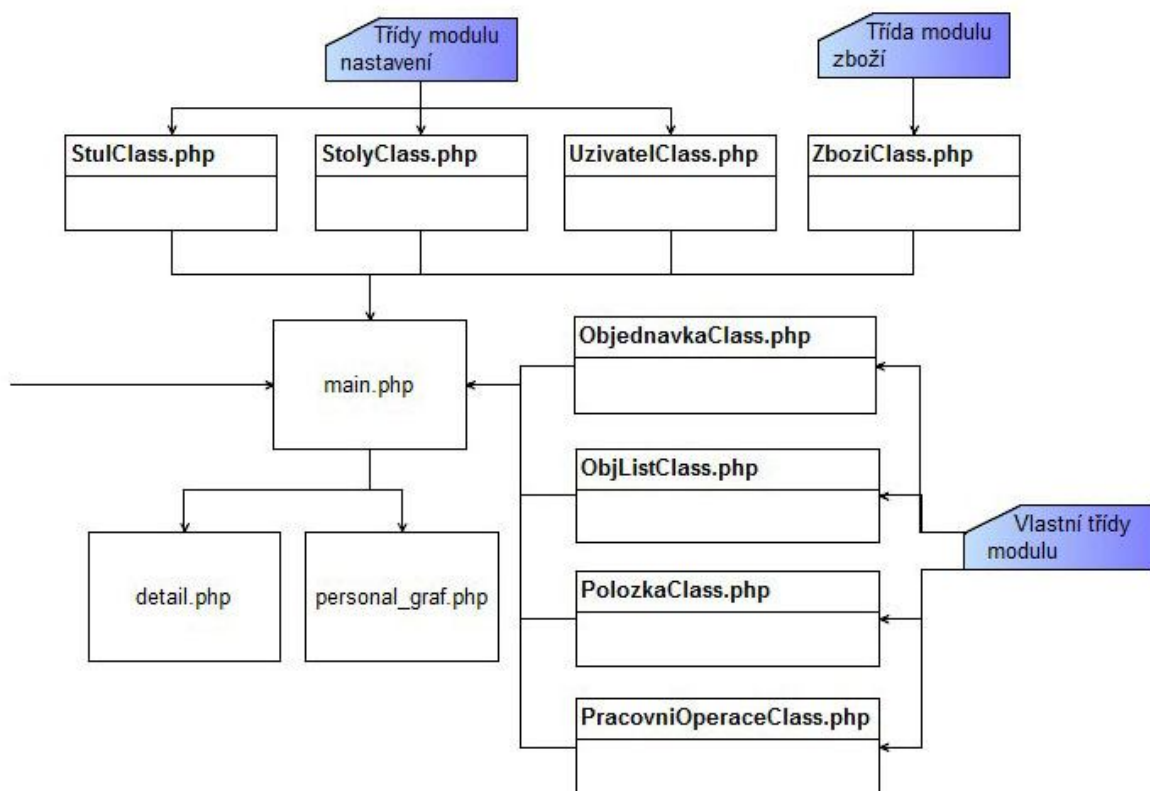 Třídy modulu
nastavení
Třída modulu
zboží
StulClass.php
StolyClass.php
UzivatelClass.php
ZboziClass.php
ObjednavkaClass.php
main.php
ObjListClass.php
Vlastní třídy
modulu
detail.php
personal_graf.php
PolozkaClass.php
PracovniOperaceClass.php